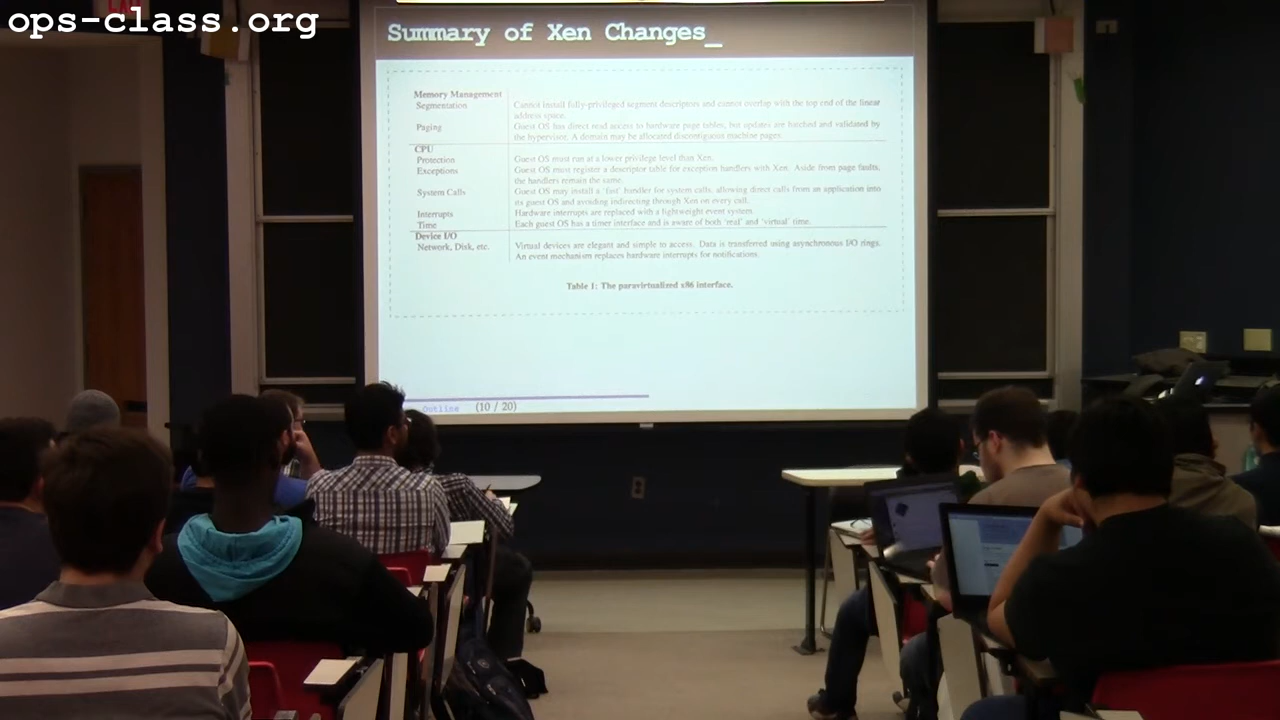 ops-class.org
Summary of Xen Changes_
Memory Management
Segmentation
Cannot install fully-privileged segment descriptors and cannot overlap with the top end of the linear
address space.
Paging
Guest OS has direct read access to hardware page tables, but updates are batched and validated by
the hypervisor. A domain may be allocated discontiguous machine pages.
CPU
Protection
Guest OS must run at a lower privilege level than Xen.
Exceptions
Guest OS must register a descriptor table for exception handlers with Xen. Aside from page faults,
the handlers remain the same.
System Calls
Guest OS may install a 'fast' handler for system calls, allowing direct calls from an application into
its guest OS and avoiding indirecting through Xen on every call.
Interrupts
Hardware interrupts are replaced with a lightweight event system.
Time
Each guest OS has a timer interface and is aware of both 'real' and 'virtual' time.
Device I/O
Network, Disk, etc.
Virtual devices are elegant and simple to access. Data is transferred using asynchronous I/O rings.
An event mechanism replaces hardware interrupts for notifications.
Table 1: The paravirtualized x86 interface.
Outline (10 / 20)